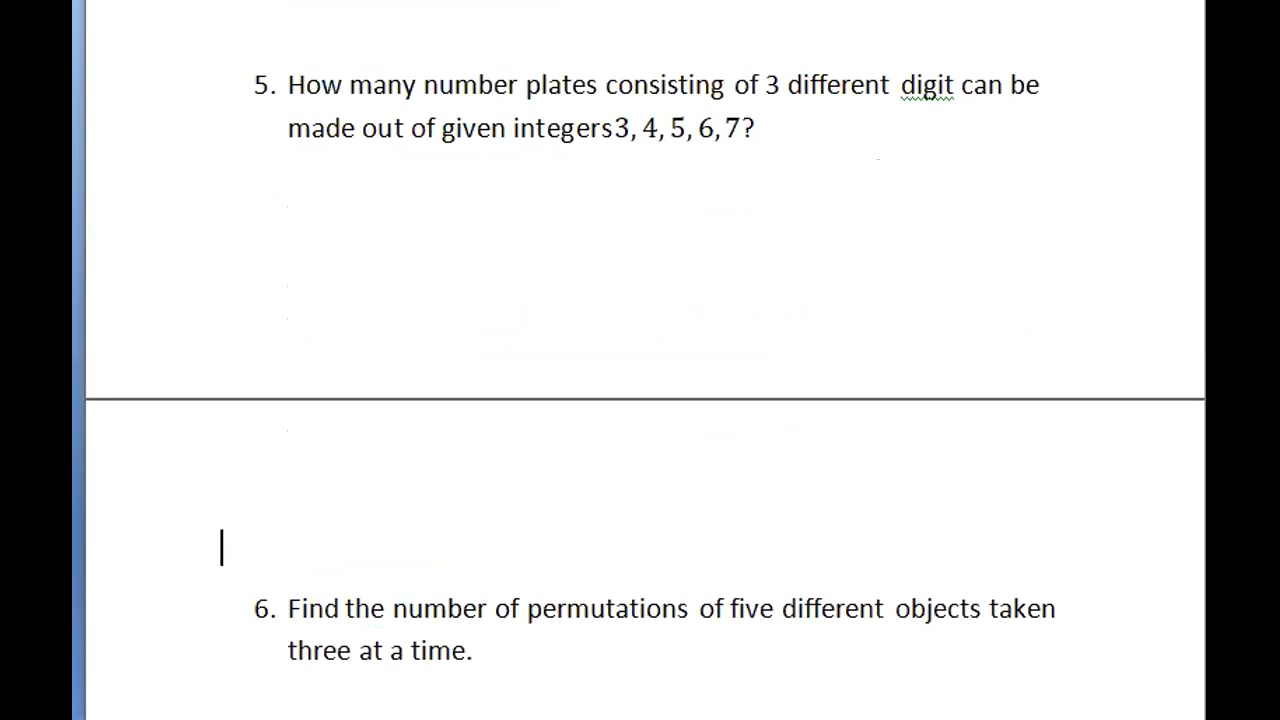 5. How many number plates consisting of 3 different digit can be
made out of given integers3, 4, 5, 6, 7?
6. Find the number of permutations of five different objects taken
three at a time.